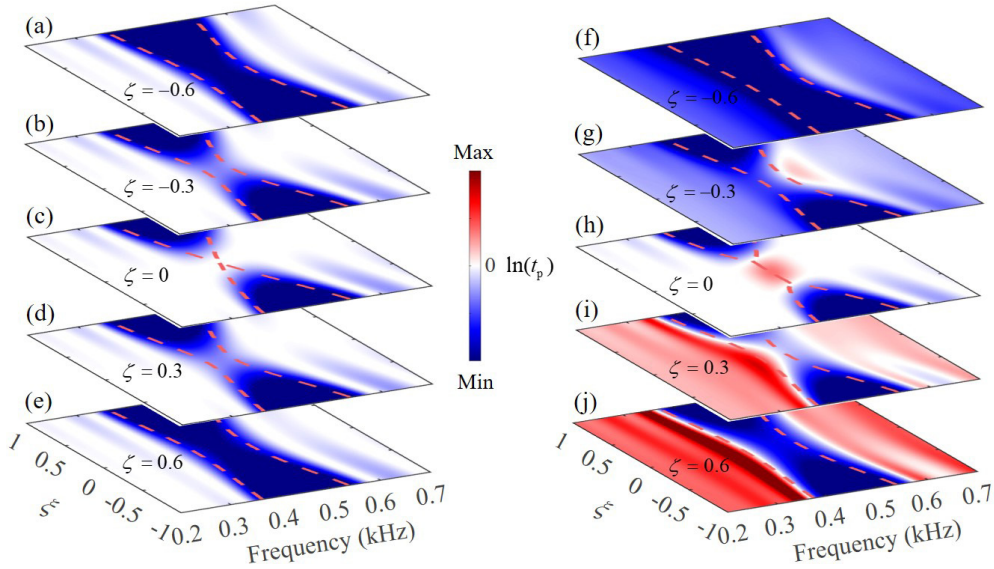 (a)
ζ = −0.6
(b)
ζ = −0.3
(c)
ζ = 0
(d)
ζ = 0.3
(e)
ζ = 0.6
1
0.5
0
-0.5
-1
ξ
0.2 0.3 0.4 0.5 0.6 0.7
Frequency (kHz)
Max
0 ln(tp)
Min
(f)
ζ = −0.6
(g)
ζ = −0.3
(h)
ζ = 0
(i)
ζ = 0.3
(j)
ζ = 0.6
1
0.5
0
-0.5
-1
ξ
0.2 0.3 0.4 0.5 0.6 0.7
Frequency (kHz)